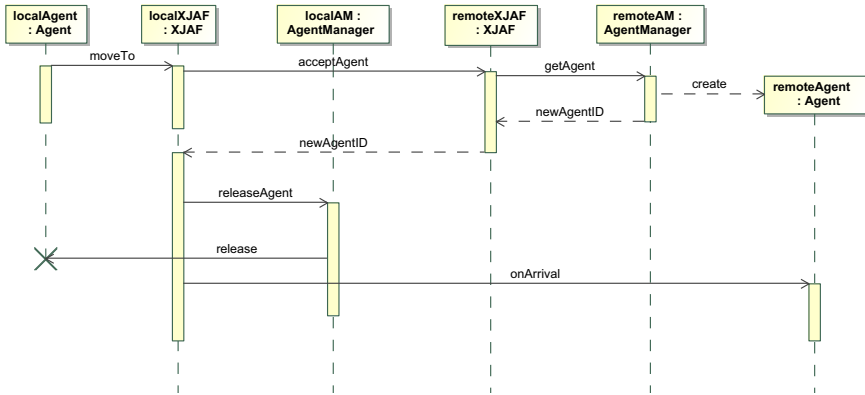 localAgent
: Agent
localXJAF
: XJAF
localAM :
AgentManager
remoteXJAF
: XJAF
remoteAM :
AgentManager
moveTo
acceptAgent
getAgent
create
remoteAgent
: Agent
newAgentID
newAgentID
releaseAgent
release
onArrival